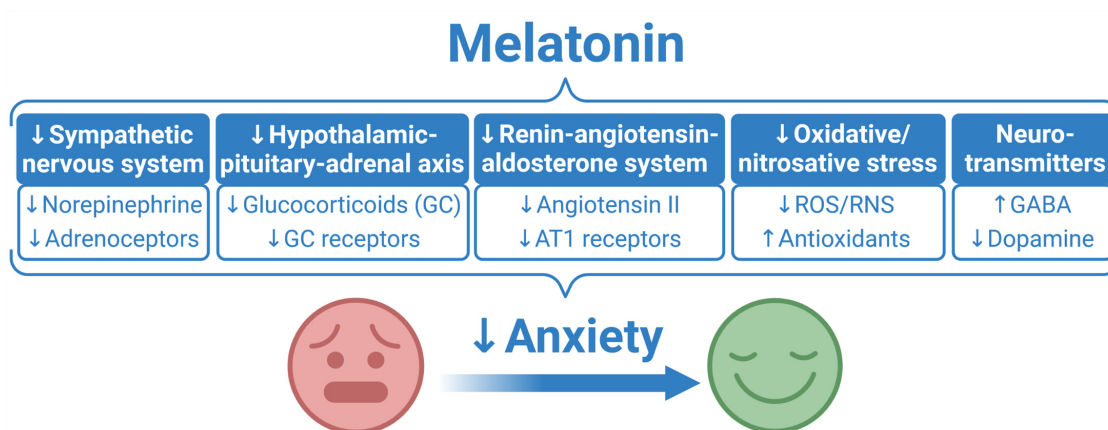 Melatonin
↓Sympathetic
nervous system
↓Norepinephrine
↓Adrenoceptors
↓Hypothalamic-
pituitary-adrenal axis
↓Glucocorticoids (GC)
↓GC receptors
↓Renin-angiotensin-
aldosterone system
↓Angiotensin II
↓AT1 receptors
↓Oxidative/
nitrosative stress
↓ROS/RNS
↑Antioxidants
Neuro-
transmitters
↑GABA
↓Dopamine
↓Anxiety